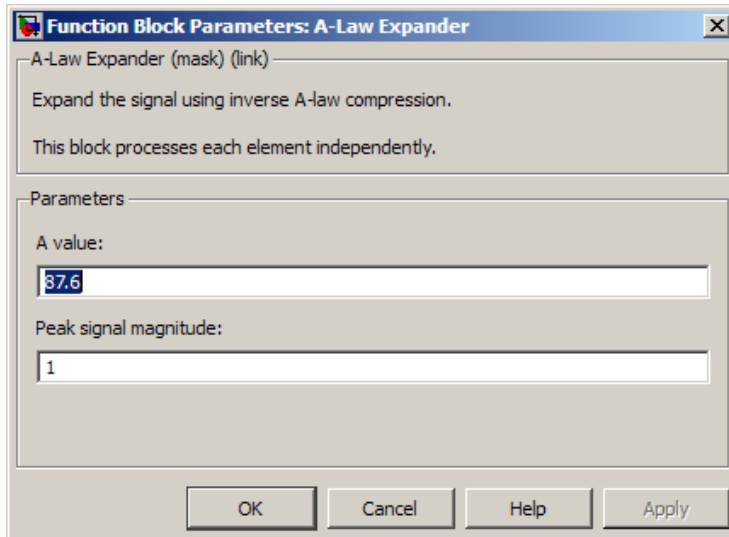 Function Block Parameters: A-Law Expander
A-Law Expander (mask) (link)
Expand the signal using inverse A-law compression.
This block processes each element independently.
Parameters
A value:
87.6
Peak signal magnitude:
1
OK Cancel Help Apply